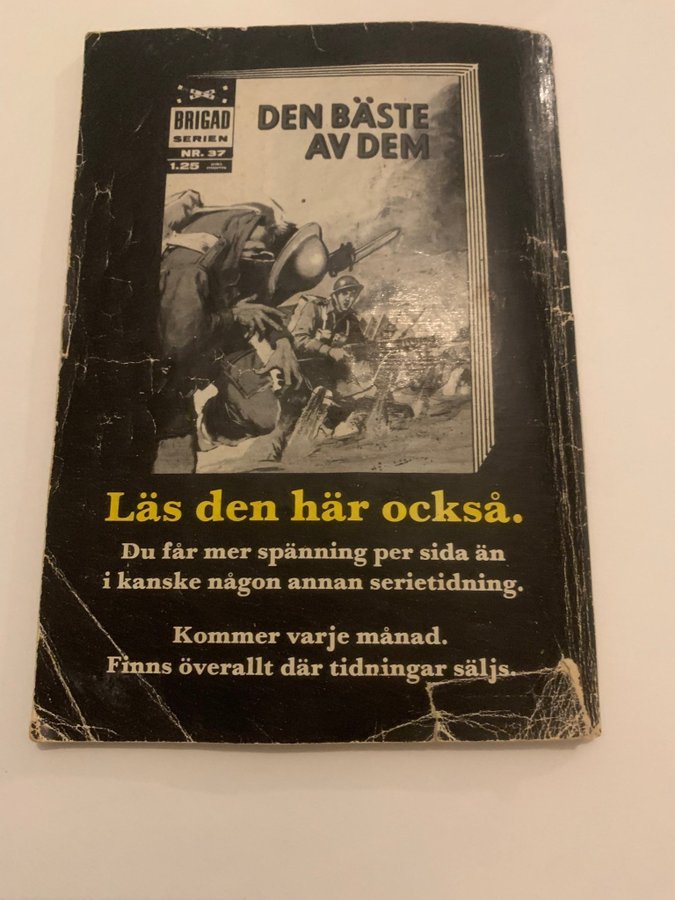 BRIGAD
SERIEN
NR. 37
1.25
DEN BÄSTE
AV DEM
Läs den här också.
Du får mer spänning per sida än
i kanske någon annan serietidning.
Kommer varje månad.
Finns överallt där tidningar säljs.